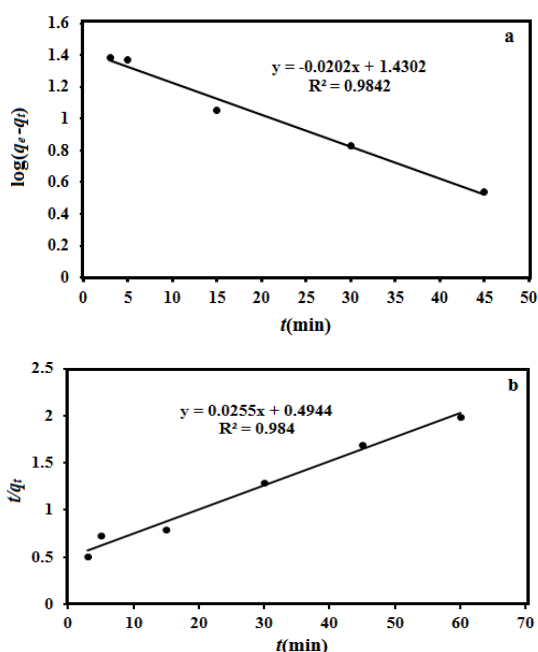 1.6
a
1.4
y = -0.0202x + 1.4302
R² = 0.9842
1.2
1
0.8
0.6
0.4
0.2
0
log(qₑ-qₜ)
0 5 10 15 20 25 30 35 40 45 50
t(min)
2.5
b
y = 0.0255x + 0.4944
R² = 0.984
2
1.5
1
0.5
0
t/qₜ
0 10 20 30 40 50 60 70
t(min)